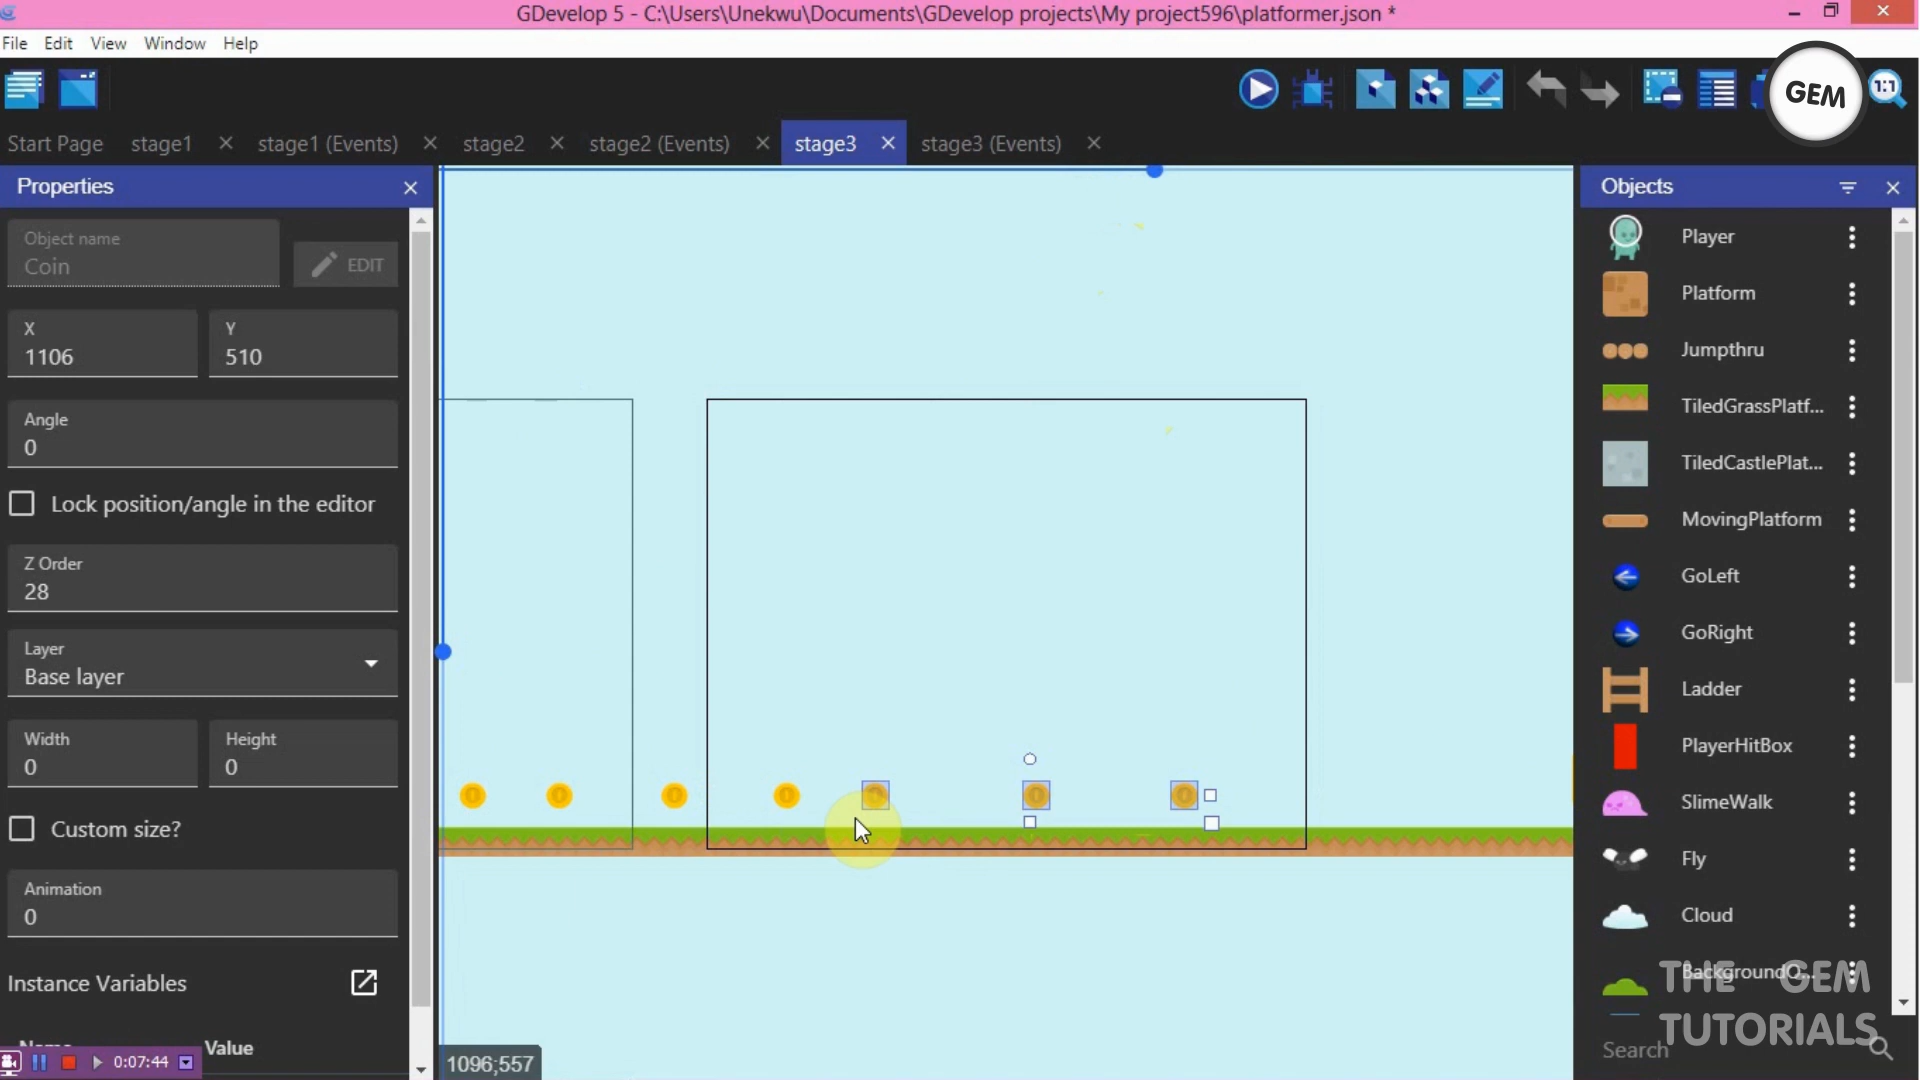 GDevelop 5 - C:\Users\Unekwu\Documents\GDevelop projects\My project596\platformer.json *
File Edit View Window Help
GEM
1:1
Start Page stage1 stage1 (Events) stage2 stage2 (Events) stage3 stage3 (Events)
Properties
Object name
Coin
EDIT
X
1106
Y
510
Angle
0
Lock position/angle in the editor
Z Order
28
Layer
Base layer
Width
0
Height
0
Custom size?
Animation
0
Instance Variables
Name Value
0:07:44
1096;557
Objects
Player
Platform
Jumpthru
TiledGrassPlatf...
TiledCastlePlat...
MovingPlatform
GoLeft
GoRight
Ladder
PlayerHitBox
SlimeWalk
Fly
Cloud
BackgroundO...
THE GEM
TUTORIALS
Search